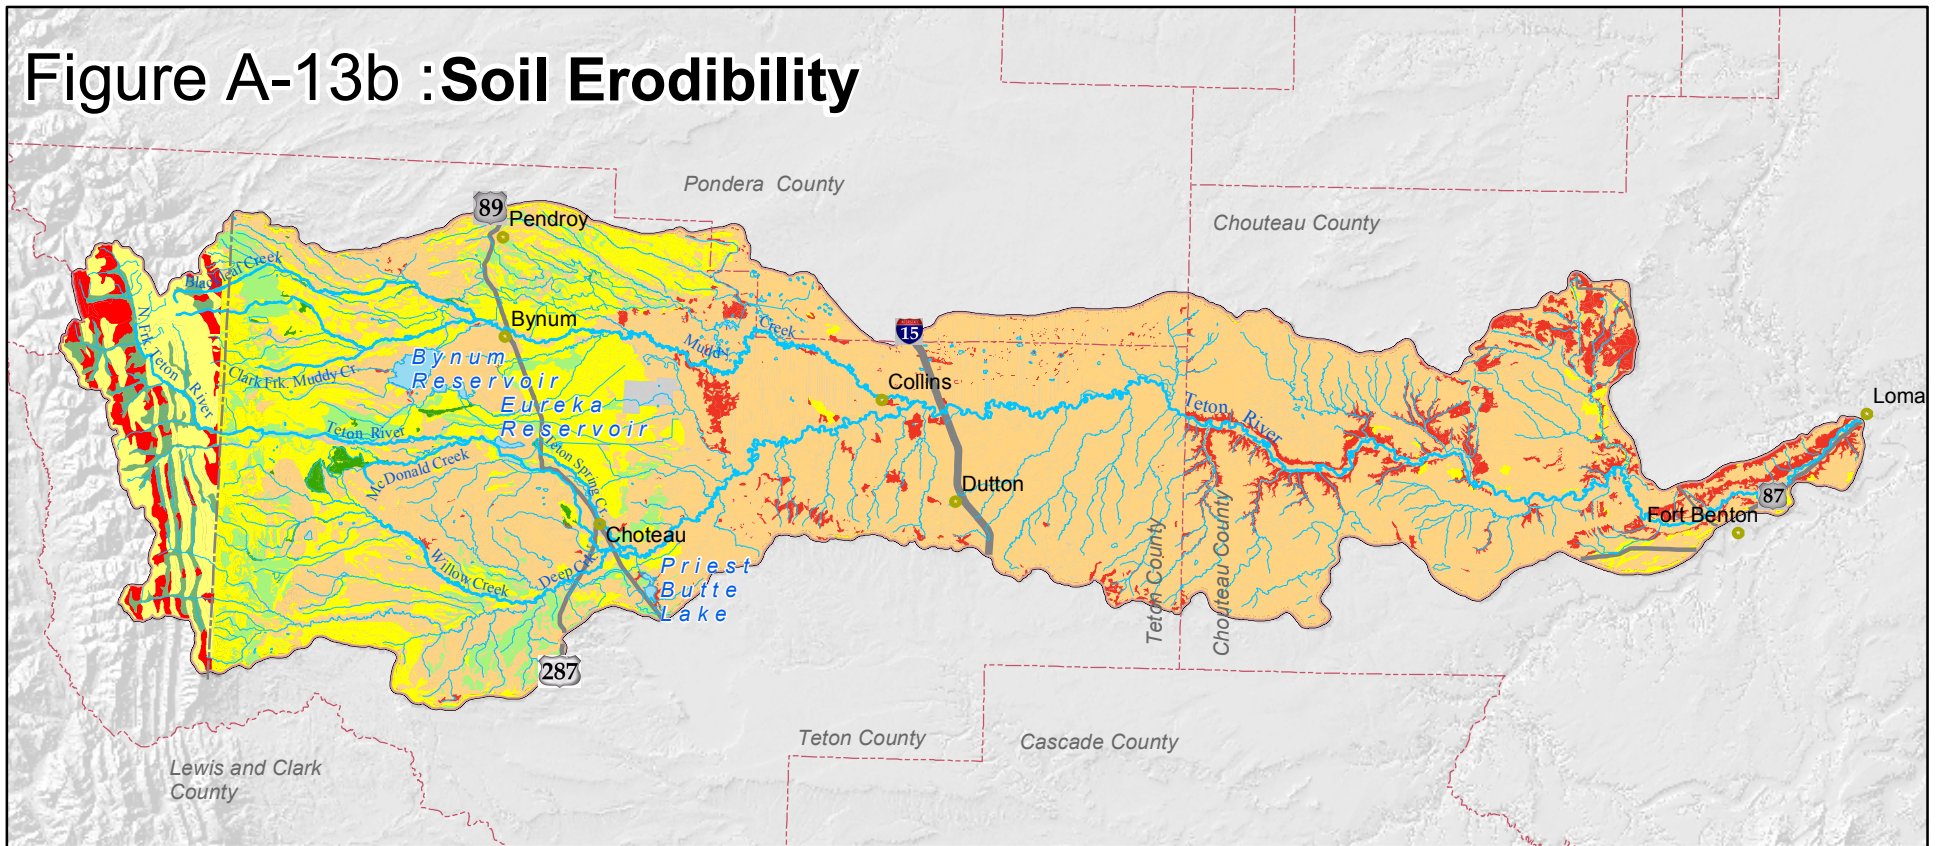 Figure A-13b :Soil Erodibility
Pondera County
Chouteau County
89
Pendroy
Blackleaf Creek
N. Frk. Teton River
Bynum
Clark Frk. Muddy Cr.
Bynum
Reservoir
Eureka
Reservoir
Muddy Creek
15
Collins
Teton River
Loma
Teton River
McDonald Creek
Teton Spring Cr.
Dutton
87
Fort Benton
Choteau
Willow Creek
Deep Crk
Priest
Butte
Lake
Teton County
Chouteau County
287
Teton County
Cascade County
Lewis and Clark
County